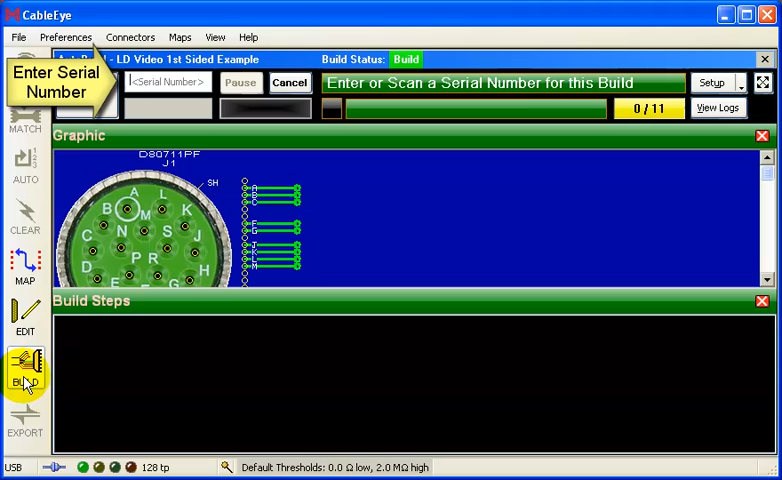 CableEye
File Preferences Connectors Maps View Help
- LD Video 1st Sided Example Build Status: Build
Enter Serial
Number
<Serial Number>
Pause
Cancel
Enter or Scan a Serial Number for this Build
Setup
0 / 11
View Logs
MATCH
AUTO
CLEAR
MAP
EDIT
BUILD
EXPORT
Graphic
J1
SH
A
L
B
M
K
N
S
J
C
P
R
H
D
E
F
G
A
B
C
F
G
J
K
L
M
Build Steps
USB
128 tp
Default Thresholds: 0.0 Ω low, 2.0 MΩ high